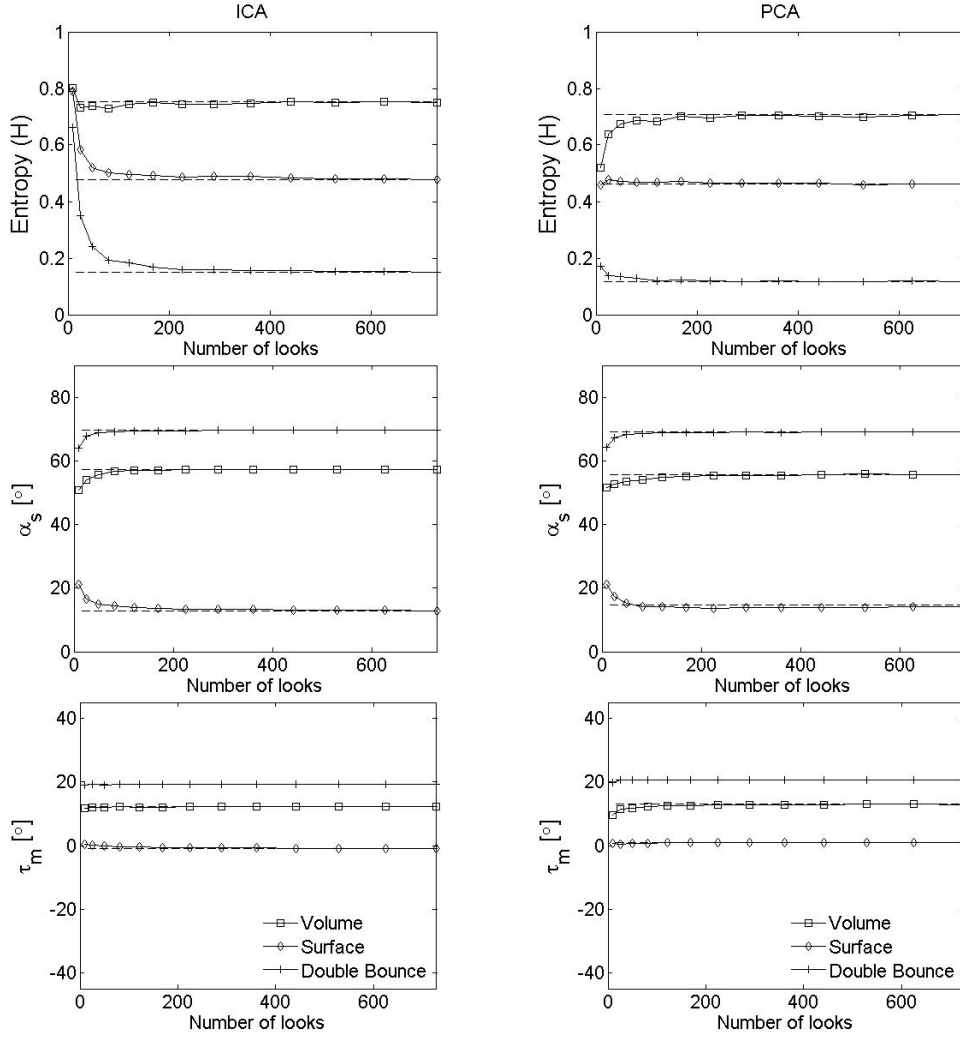 ICA
PCA
1
0.8
0.6
0.4
0.2
0
Entropy (H)
0
200
400
600
Number of looks
1
0.8
0.6
0.4
0.2
0
Entropy (H)
0
200
400
600
Number of looks
80
60
40
20
0
αs [°]
0
200
400
600
Number of looks
80
60
40
20
0
αs [°]
0
200
400
600
Number of looks
40
20
0
-20
-40
τm [°]
Volume
Surface
Double Bounce
0
200
400
600
Number of looks
40
20
0
-20
-40
τm [°]
Volume
Surface
Double Bounce
0
200
400
600
Number of looks